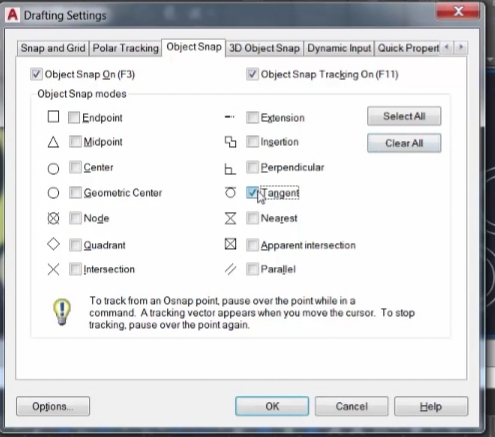 A Drafting Settings
X
Snap and Grid Polar Tracking Object Snap 3D Object Snap Dynamic Input Quick Propert
Object Snap On (F3) Object Snap Tracking On (F11)
Object Snap modes
Endpoint Extension Select All
Midpoint Insertion Clear All
Center Perpendicular
Geometric Center Tangent
Node Nearest
Quadrant Apparent intersection
Intersection Parallel
To track from an Osnap point, pause over the point while in a
command. A tracking vector appears when you move the cursor. To stop
tracking, pause over the point again.
Options... OK Cancel Help